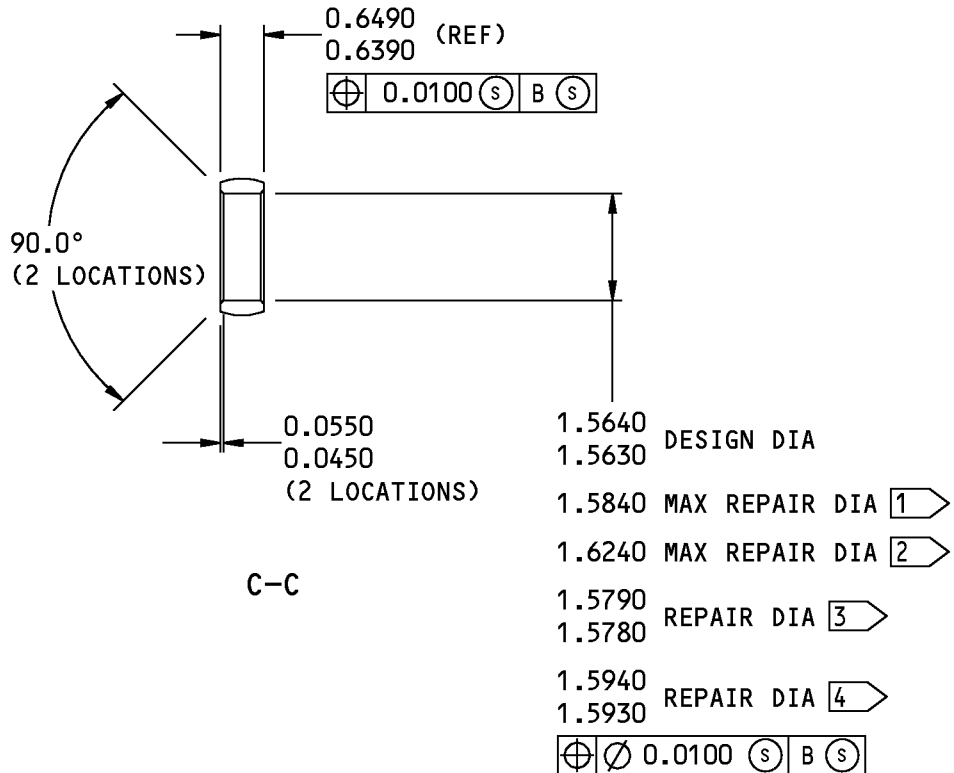 0.6490
0.6390 (REF)
⌖ 0.0100 Ⓢ B Ⓢ
90.0°
(2 LOCATIONS)
0.0550
0.0450
(2 LOCATIONS)
C-C
1.5640
1.5630 DESIGN DIA
1.5840 MAX REPAIR DIA 1
1.6240 MAX REPAIR DIA 2
1.5790
1.5780 REPAIR DIA 3
1.5940
1.5930 REPAIR DIA 4
⌖ Ø 0.0100 Ⓢ B Ⓢ